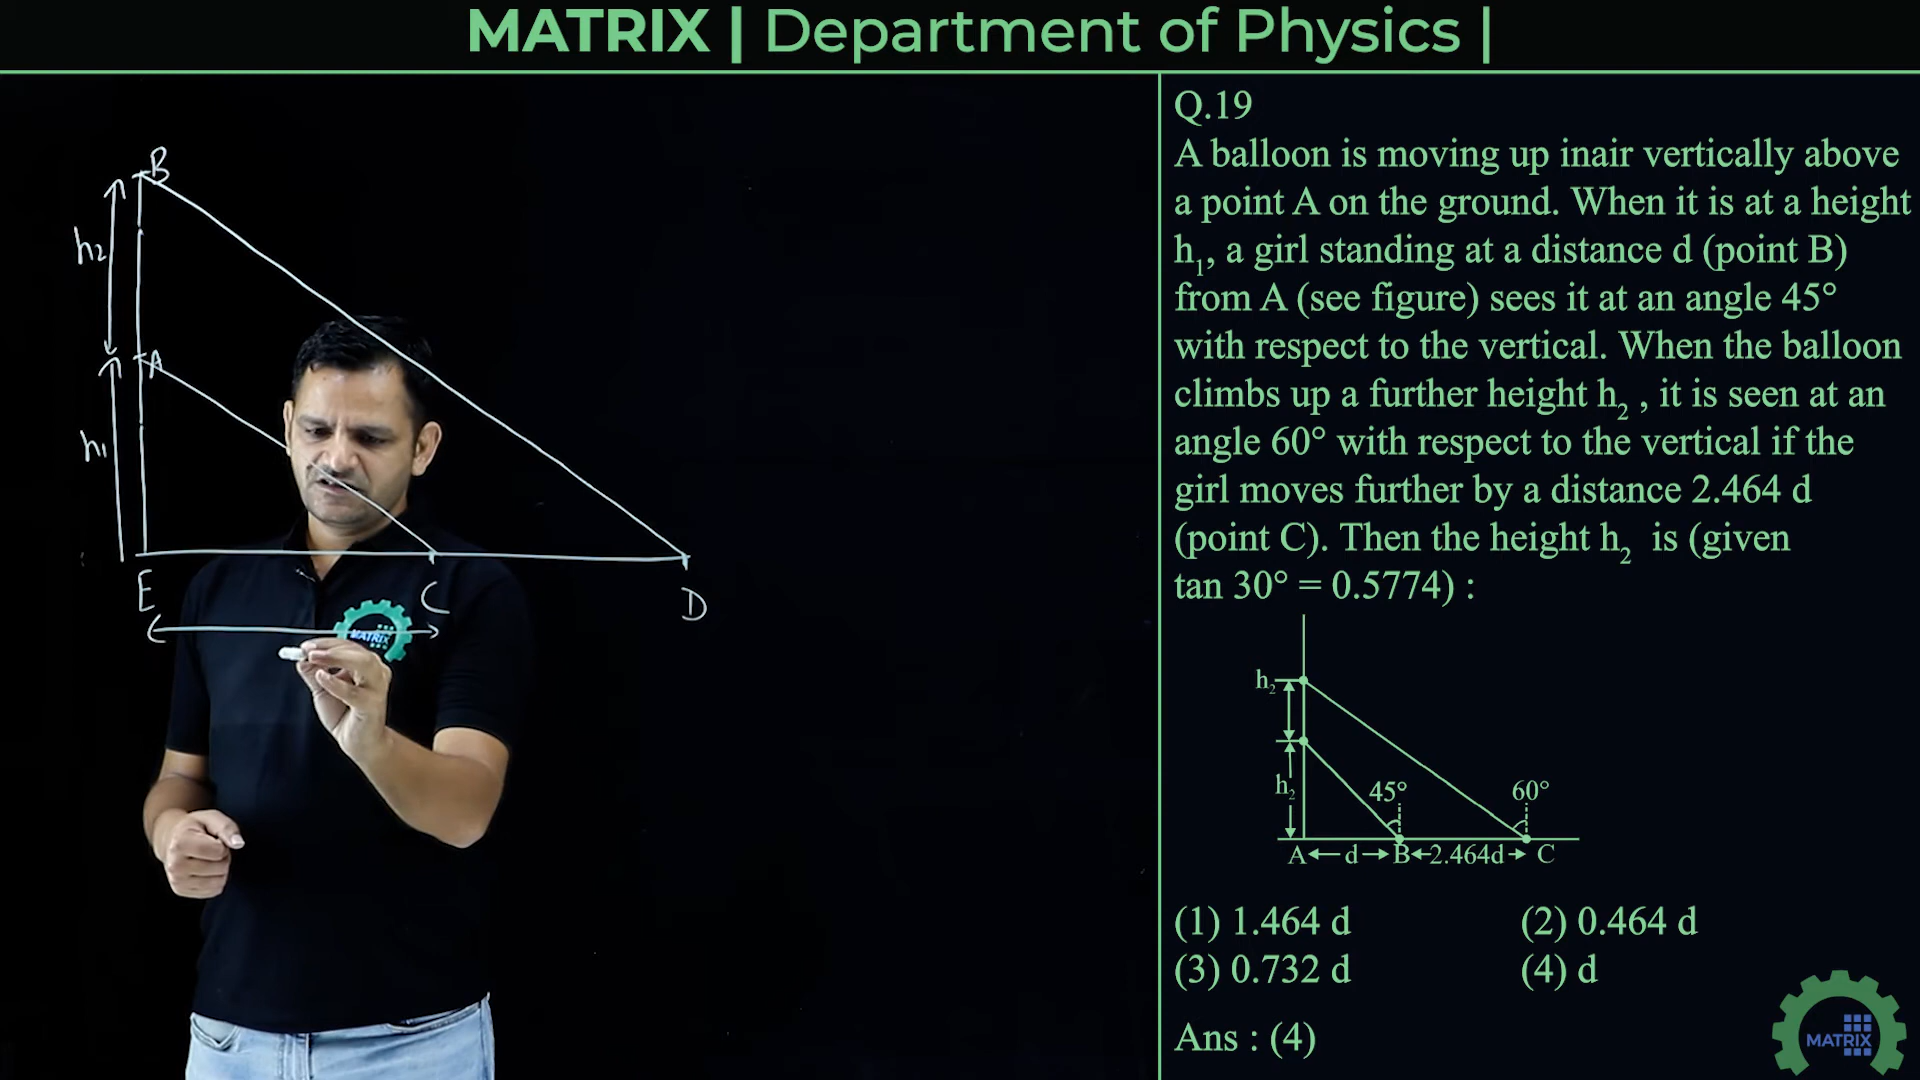 MATRIX | Department of Physics |
B
h2
A
h1
E
C
D
MATRIX
Q.19
A balloon is moving up inair vertically above
a point A on the ground. When it is at a height
h₁, a girl standing at a distance d (point B)
from A (see figure) sees it at an angle 45°
with respect to the vertical. When the balloon
climbs up a further height h₂ , it is seen at an
angle 60° with respect to the vertical if the
girl moves further by a distance 2.464 d
(point C). Then the height h₂ is (given
tan 30° = 0.5774) :
h₂
h₂
45°
60°
A d B 2.464d C
(1) 1.464 d (2) 0.464 d
(3) 0.732 d (4) d
Ans : (4)
MATRIX